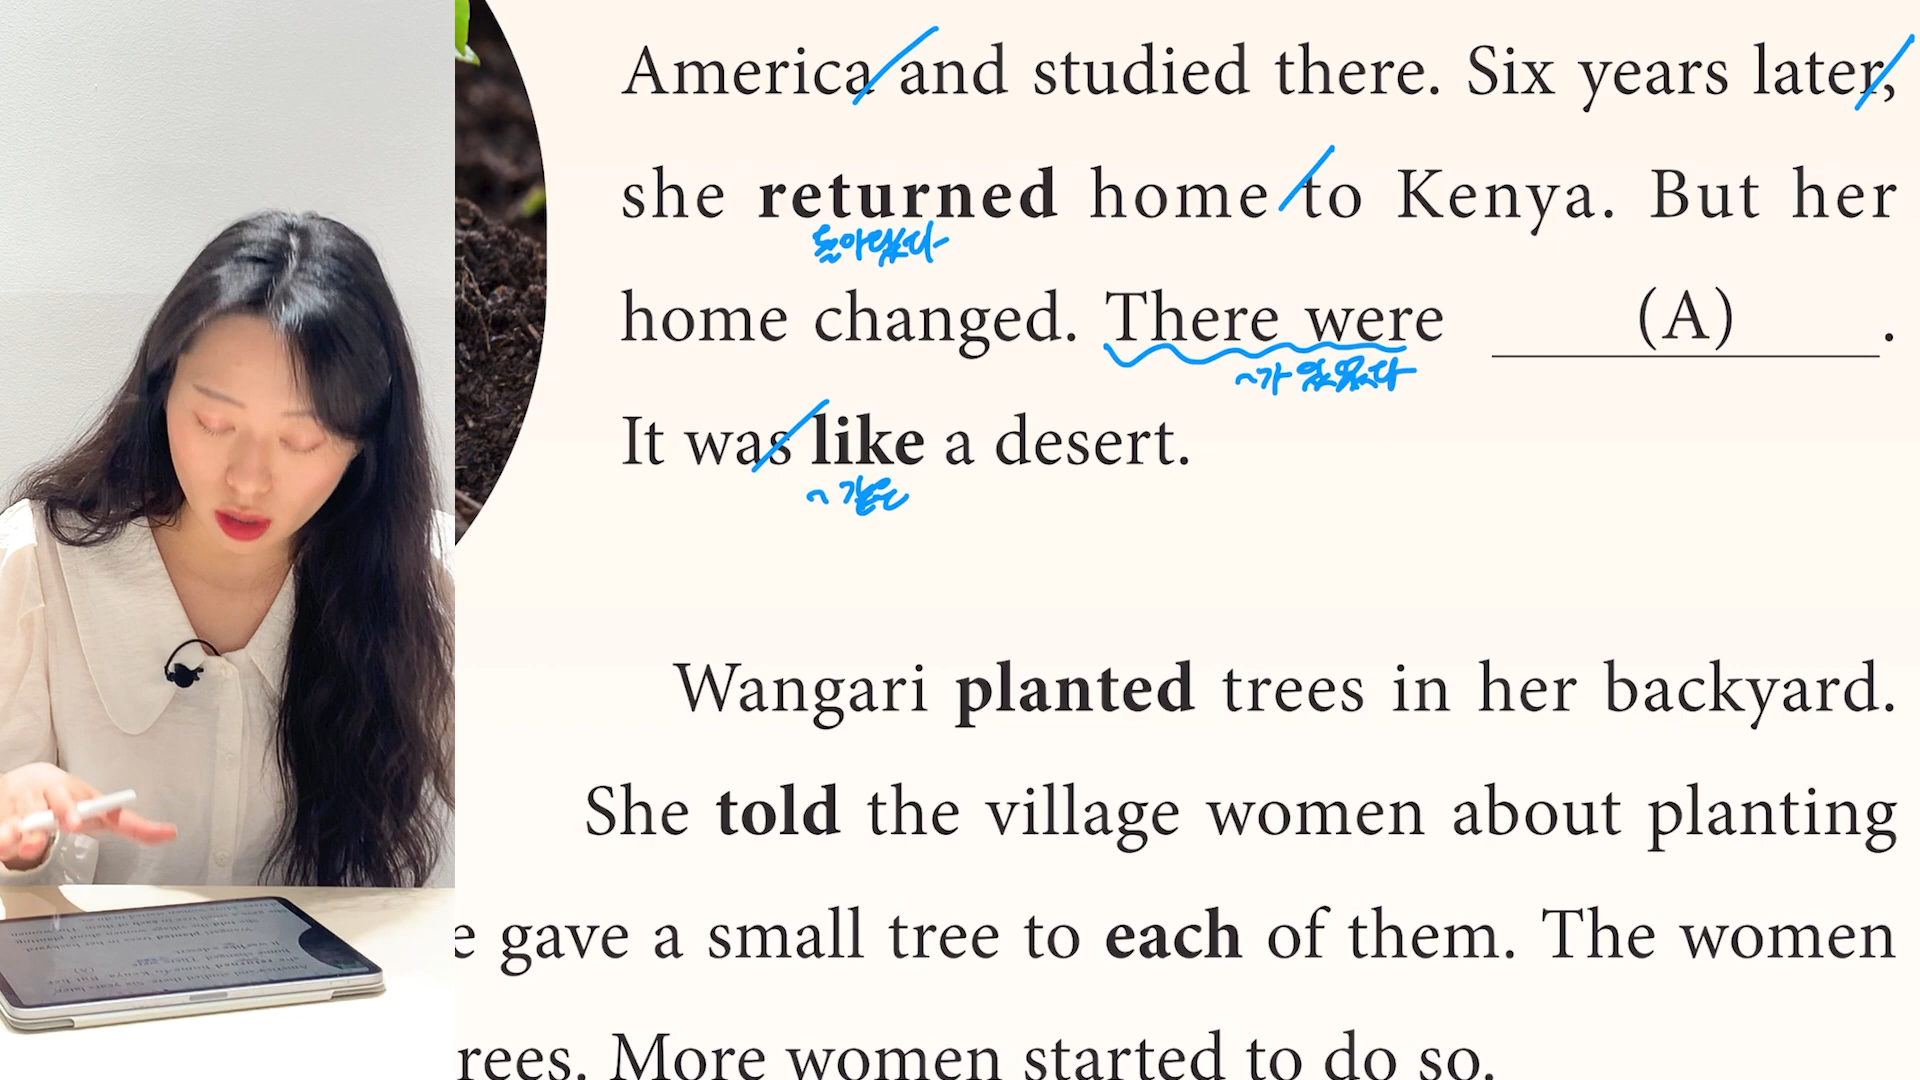 America and studied there. Six years later,
she returned home to Kenya. But her
돌아왔다
home changed. There were (A).
~가 있었다
It was like a desert.
~ 같은
Wangari planted trees in her backyard.
She told the village women about planting
e gave a small tree to each of them. The women
rees. More women started to do so.